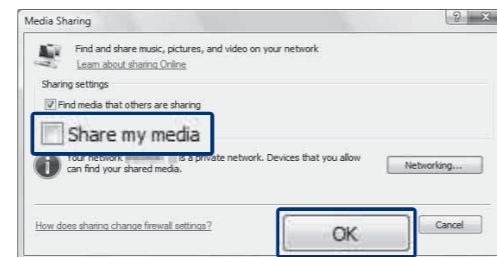 Media Sharing
Find and share music, pictures, and video on your network
Learn about sharing Online
Sharing settings
Find media that others are sharing
Share my media
Your network is a private network. Devices that you allow
can find your shared media.
Networking...
How does sharing change firewall settings?
OK
Cancel